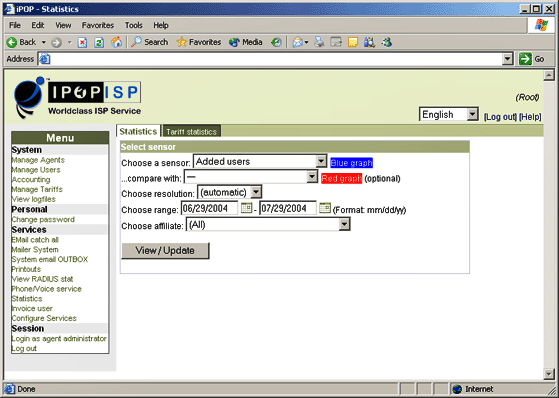 iPOP - Statistics
File Edit View Favorites Tools Help
Back Search Favorites Media
Address Go
IPOPISP
TM
Worldclass ISP Service
(Root)
English [Log out] [Help]
Menu
System
Manage Agents
Manage Users
Accounting
Manage Tariffs
View logfiles
Personal
Change password
Services
EMail catch all
Mailer System
System email OUTBOX
Printouts
View RADIUS stat
Phone/Voice service
Statistics
Invoice user
Configure Services
Session
Login as agent administrator
Log out
Statistics Tariff statistics
Select sensor
Choose a sensor: Added users Blue graph
...compare with: --- Red graph (optional)
Choose resolution: (automatic)
Choose range: 06/29/2004 - 07/29/2004 (Format: mm/dd/yy)
Choose affiliate: (All)
View / Update
Done Internet